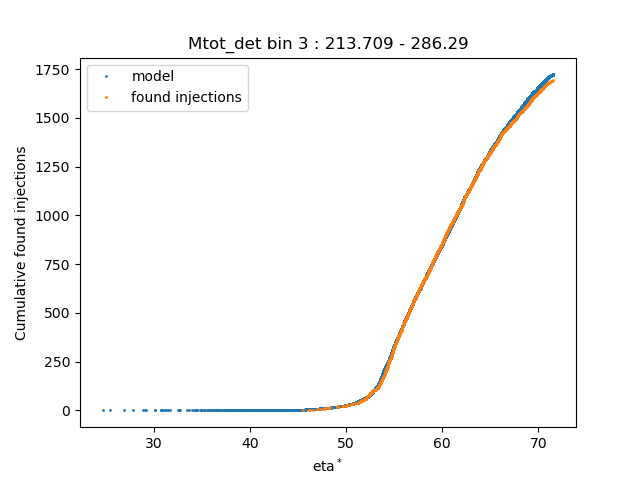 Mtot_det bin 3 : 213.709 - 286.29
model
found injections
Cumulative found injections
1750
1500
1250
1000
750
500
250
0
30 40 50 60 70
eta*